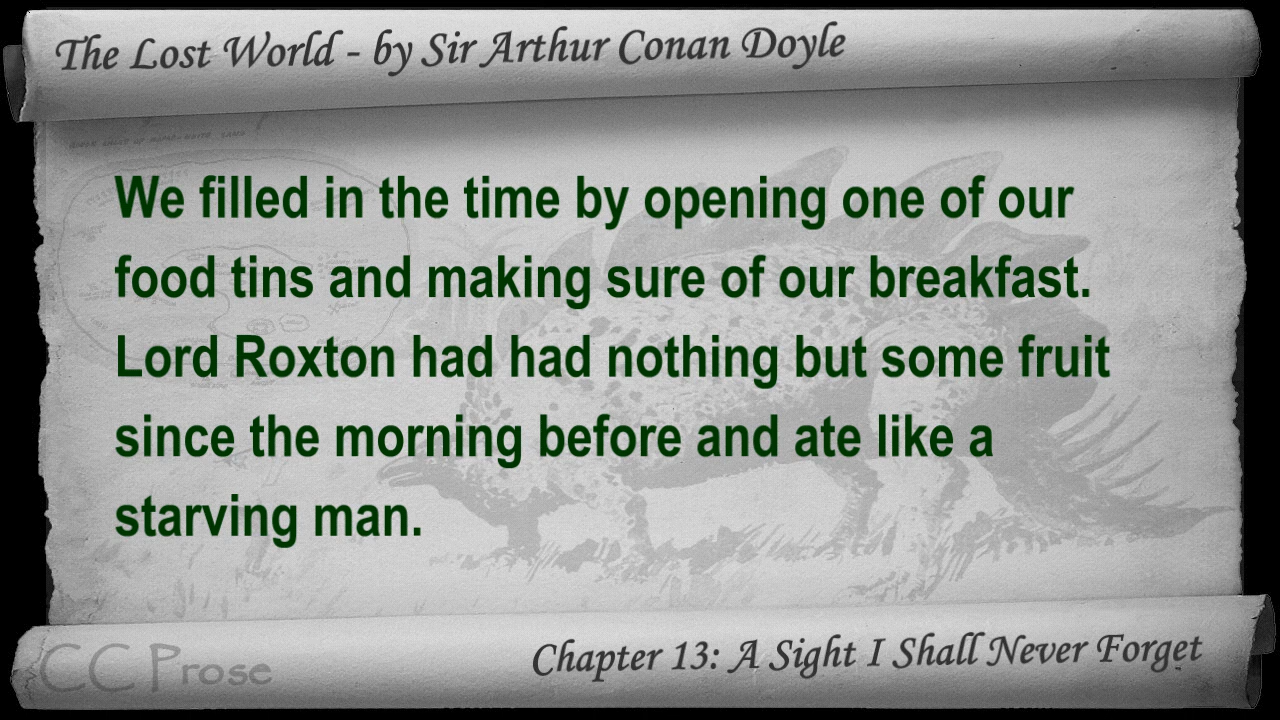 The Lost World - by Sir Arthur Conan Doyle
We filled in the time by opening one of our
food tins and making sure of our breakfast.
Lord Roxton had had nothing but some fruit
since the morning before and ate like a
starving man.
CC Prose
Chapter 13: A Sight I Shall Never Forget